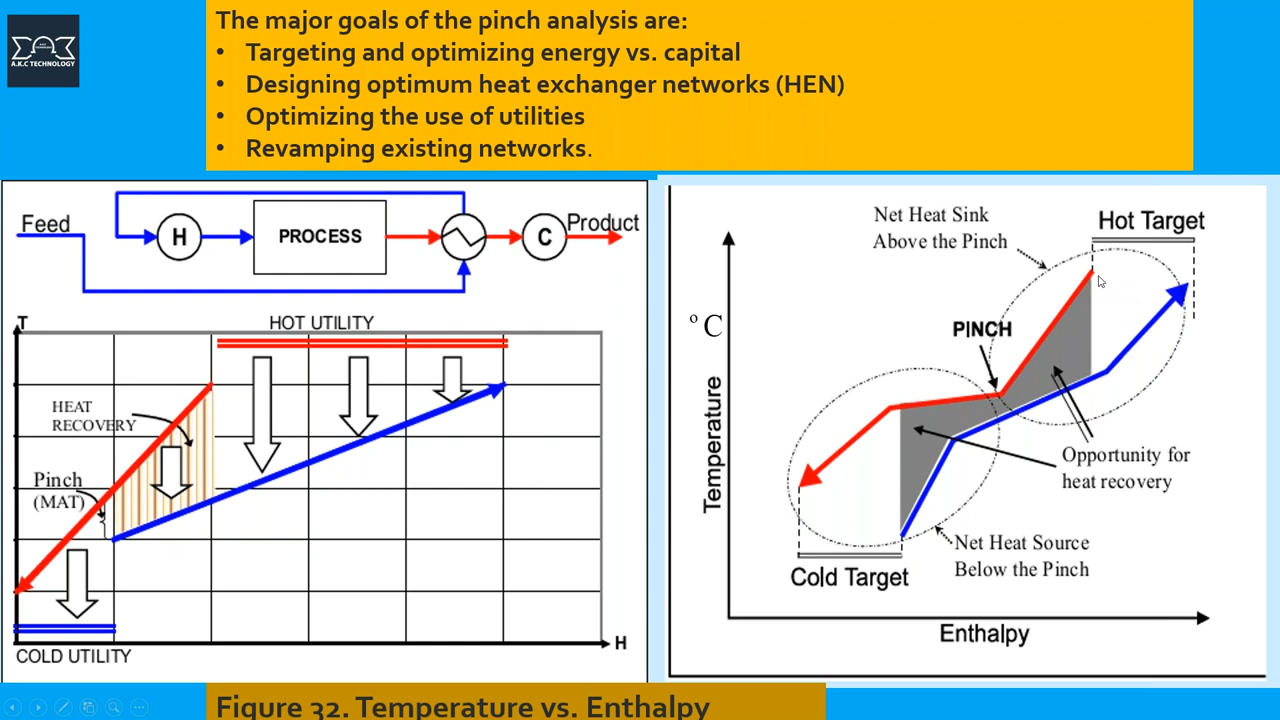 A.K.C TECHNOLOGY
The major goals of the pinch analysis are:
• Targeting and optimizing energy vs. capital
• Designing optimum heat exchanger networks (HEN)
• Optimizing the use of utilities
• Revamping existing networks.
Feed
H
PROCESS
C
Product
T
HOT UTILITY
HEAT
RECOVERY
Pinch
(MAT)
H
COLD UTILITY
Net Heat Sink
Above the Pinch
Hot Target
º C
PINCH
Temperature
Opportunity for
heat recovery
Net Heat Source
Below the Pinch
Cold Target
Enthalpy
Figure 32. Temperature vs. Enthalpy